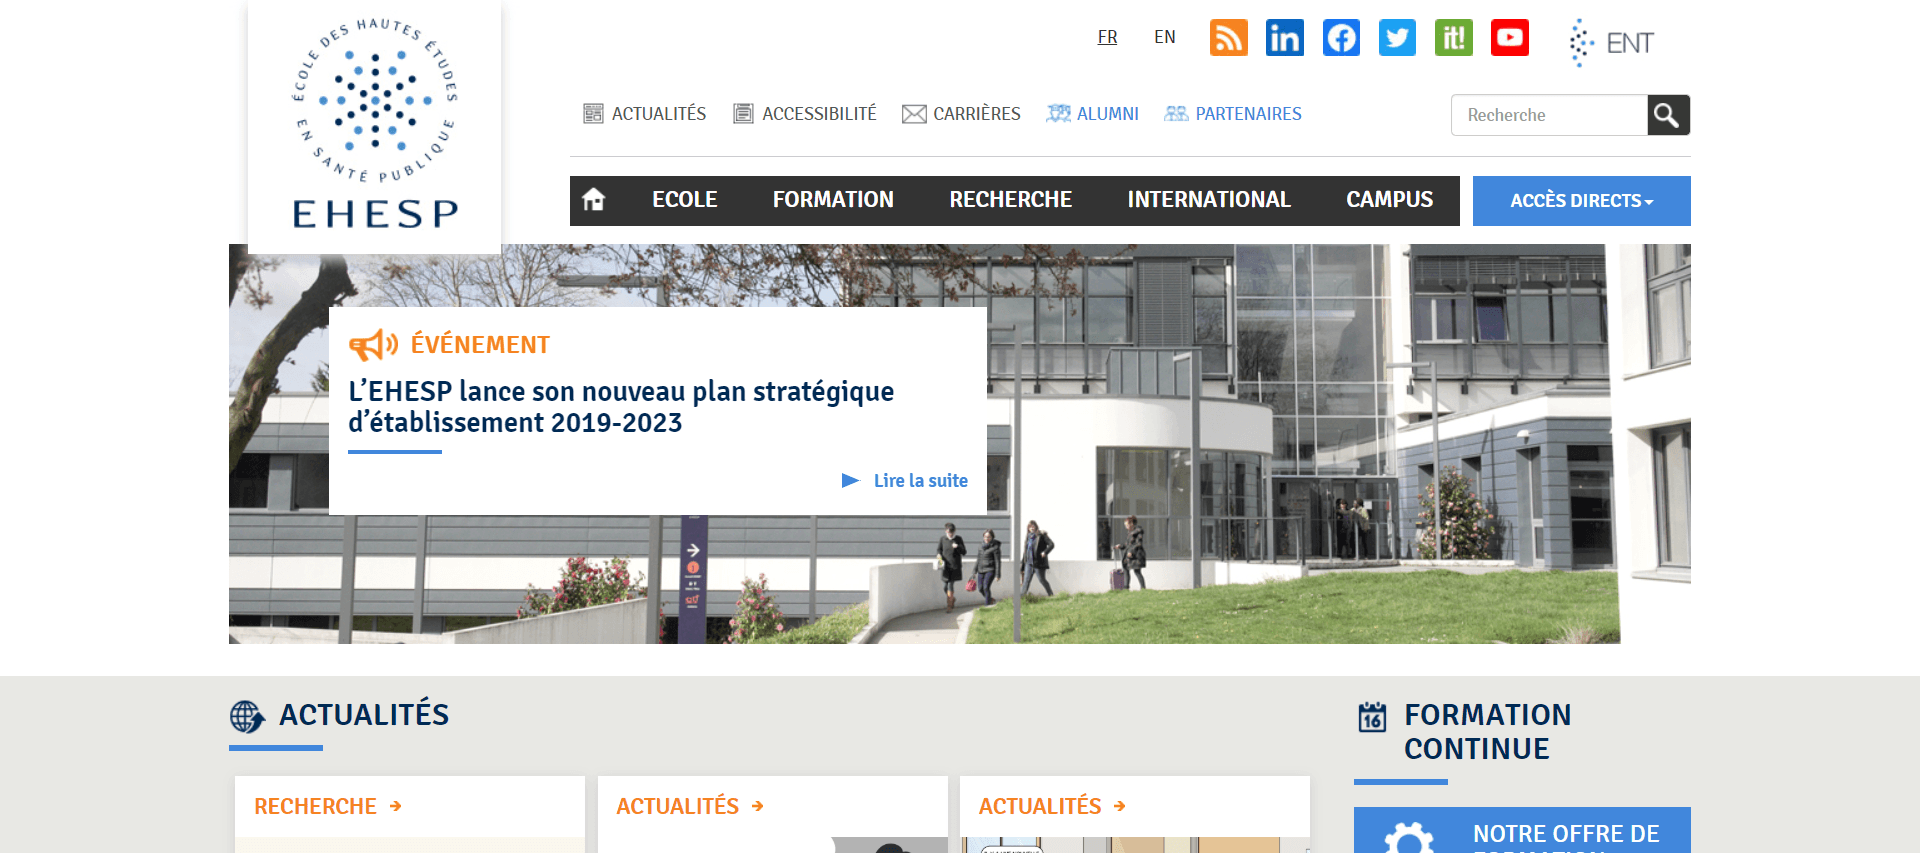 ÉCOLE DES HAUTES ÉTUDES
EN SANTÉ PUBLIQUE
EHESP
FR EN it! ENT
ACTUALITÉS ACCESSIBILITÉ CARRIÈRES ALUMNI PARTENAIRES Recherche
ECOLE FORMATION RECHERCHE INTERNATIONAL CAMPUS ACCÈS DIRECTS
ÉVÉNEMENT
L’EHESP lance son nouveau plan stratégique
d’établissement 2019-2023
Lire la suite
ACTUALITÉS
16 FORMATION
CONTINUE
RECHERCHE
ACTUALITÉS
ACTUALITÉS
NOTRE OFFRE DE